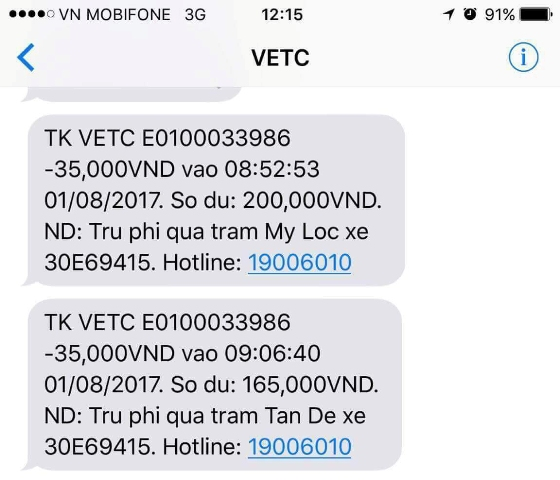 VN MOBIFONE 3G 12:15 91%
VETC
TK VETC E0100033986
-35,000VND vao 08:52:53
01/08/2017. So du: 200,000VND.
ND: Tru phi qua tram My Loc xe
30E69415. Hotline: 19006010
TK VETC E0100033986
-35,000VND vao 09:06:40
01/08/2017. So du: 165,000VND.
ND: Tru phi qua tram Tan De xe
30E69415. Hotline: 19006010